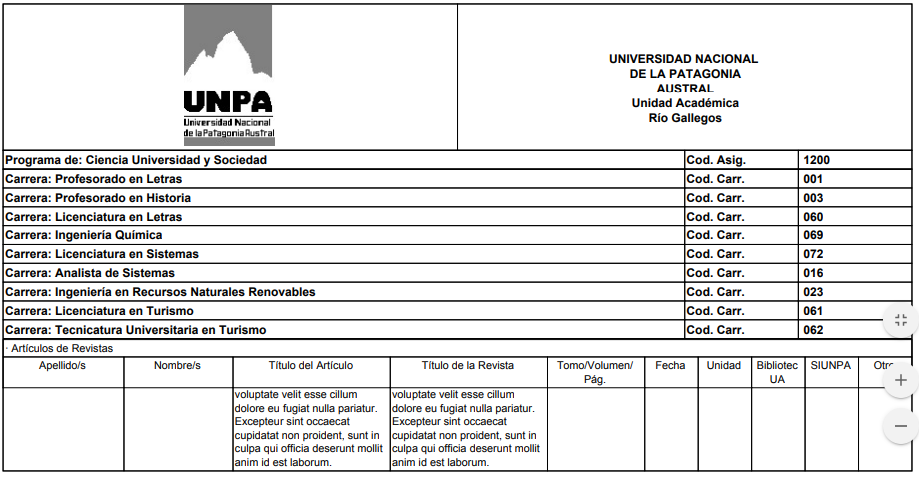 UNPA
Universidad Nacional
de la Patagonia Austral
UNIVERSIDAD NACIONAL
DE LA PATAGONIA
AUSTRAL
Unidad Académica
Río Gallegos
Programa de: Ciencia Universidad y Sociedad Cod. Asig. 1200
Carrera: Profesorado en Letras Cod. Carr. 001
Carrera: Profesorado en Historia Cod. Carr. 003
Carrera: Licenciatura en Letras Cod. Carr. 060
Carrera: Ingeniería Química Cod. Carr. 069
Carrera: Licenciatura en Sistemas Cod. Carr. 072
Carrera: Analista de Sistemas Cod. Carr. 016
Carrera: Ingeniería en Recursos Naturales Renovables Cod. Carr. 023
Carrera: Licenciatura en Turismo Cod. Carr. 061
Carrera: Tecnicatura Universitaria en Turismo Cod. Carr. 062
· Artículos de Revistas
Apellido/s Nombre/s Título del Artículo Título de la Revista Tomo/Volumen/ Fecha Unidad Bibliotec SIUNPA
Pág. UA
voluptate velit esse cillum voluptate velit esse cillum
dolore eu fugiat nulla pariatur. dolore eu fugiat nulla pariatur.
Excepteur sint occaecat Excepteur sint occaecat
cupidatat non proident, sunt in cupidatat non proident, sunt in
culpa qui officia deserunt mollit culpa qui officia deserunt mollit
anim id est laborum. anim id est laborum.